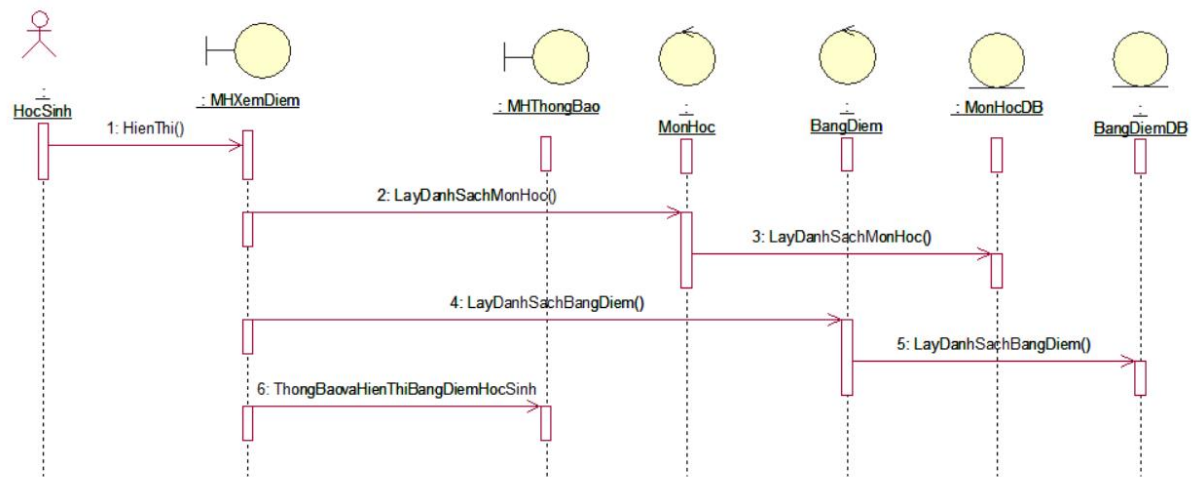 :
HocSinh
: MHXemDiem
: MHThongBao
:
MonHoc
:
BangDiem
: MonHocDB
:
BangDiemDB
1: HienThi()
2: LayDanhSachMonHoc()
3: LayDanhSachMonHoc()
4: LayDanhSachBangDiem()
5: LayDanhSachBangDiem()
6: ThongBaovaHienThiBangDiemHocSinh